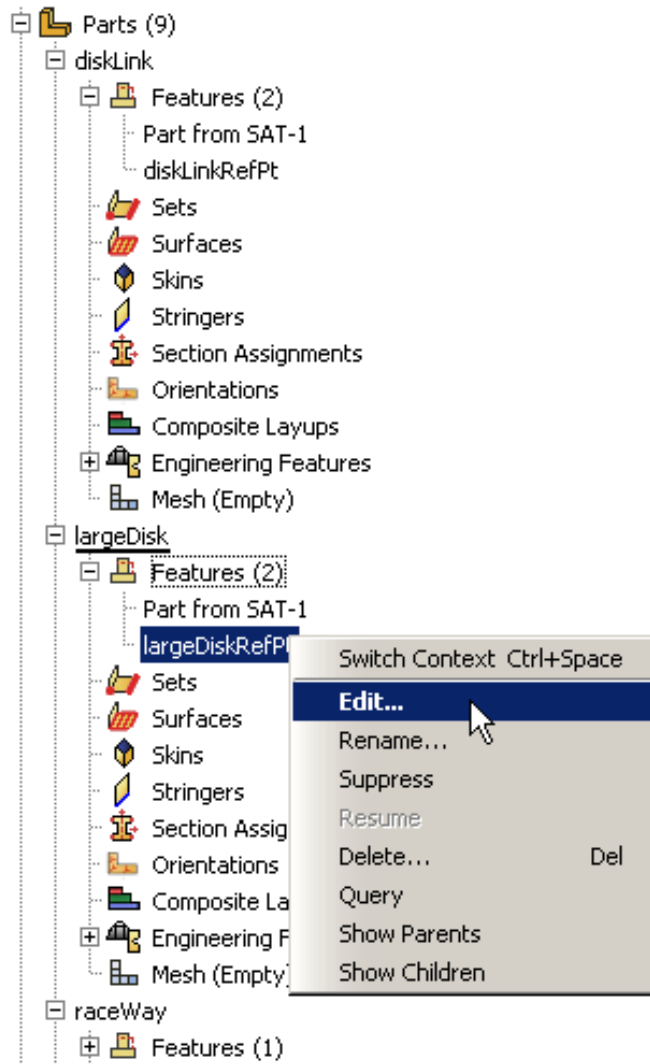 Parts (9)
diskLink
Features (2)
Part from SAT-1
diskLinkRefPt
Sets
Surfaces
Skins
Stringers
Section Assignments
Orientations
Composite Layups
Engineering Features
Mesh (Empty)
largeDisk
Features (2)
Part from SAT-1
largeDiskRefP
Switch Context Ctrl+Space
Sets
Edit...
Surfaces
Rename...
Skins
Suppress
Stringers
Resume
Section Assig
Delete... Del
Orientations
Query
Composite La
Show Parents
Engineering F
Show Children
Mesh (Empty)
raceWay
Features (1)